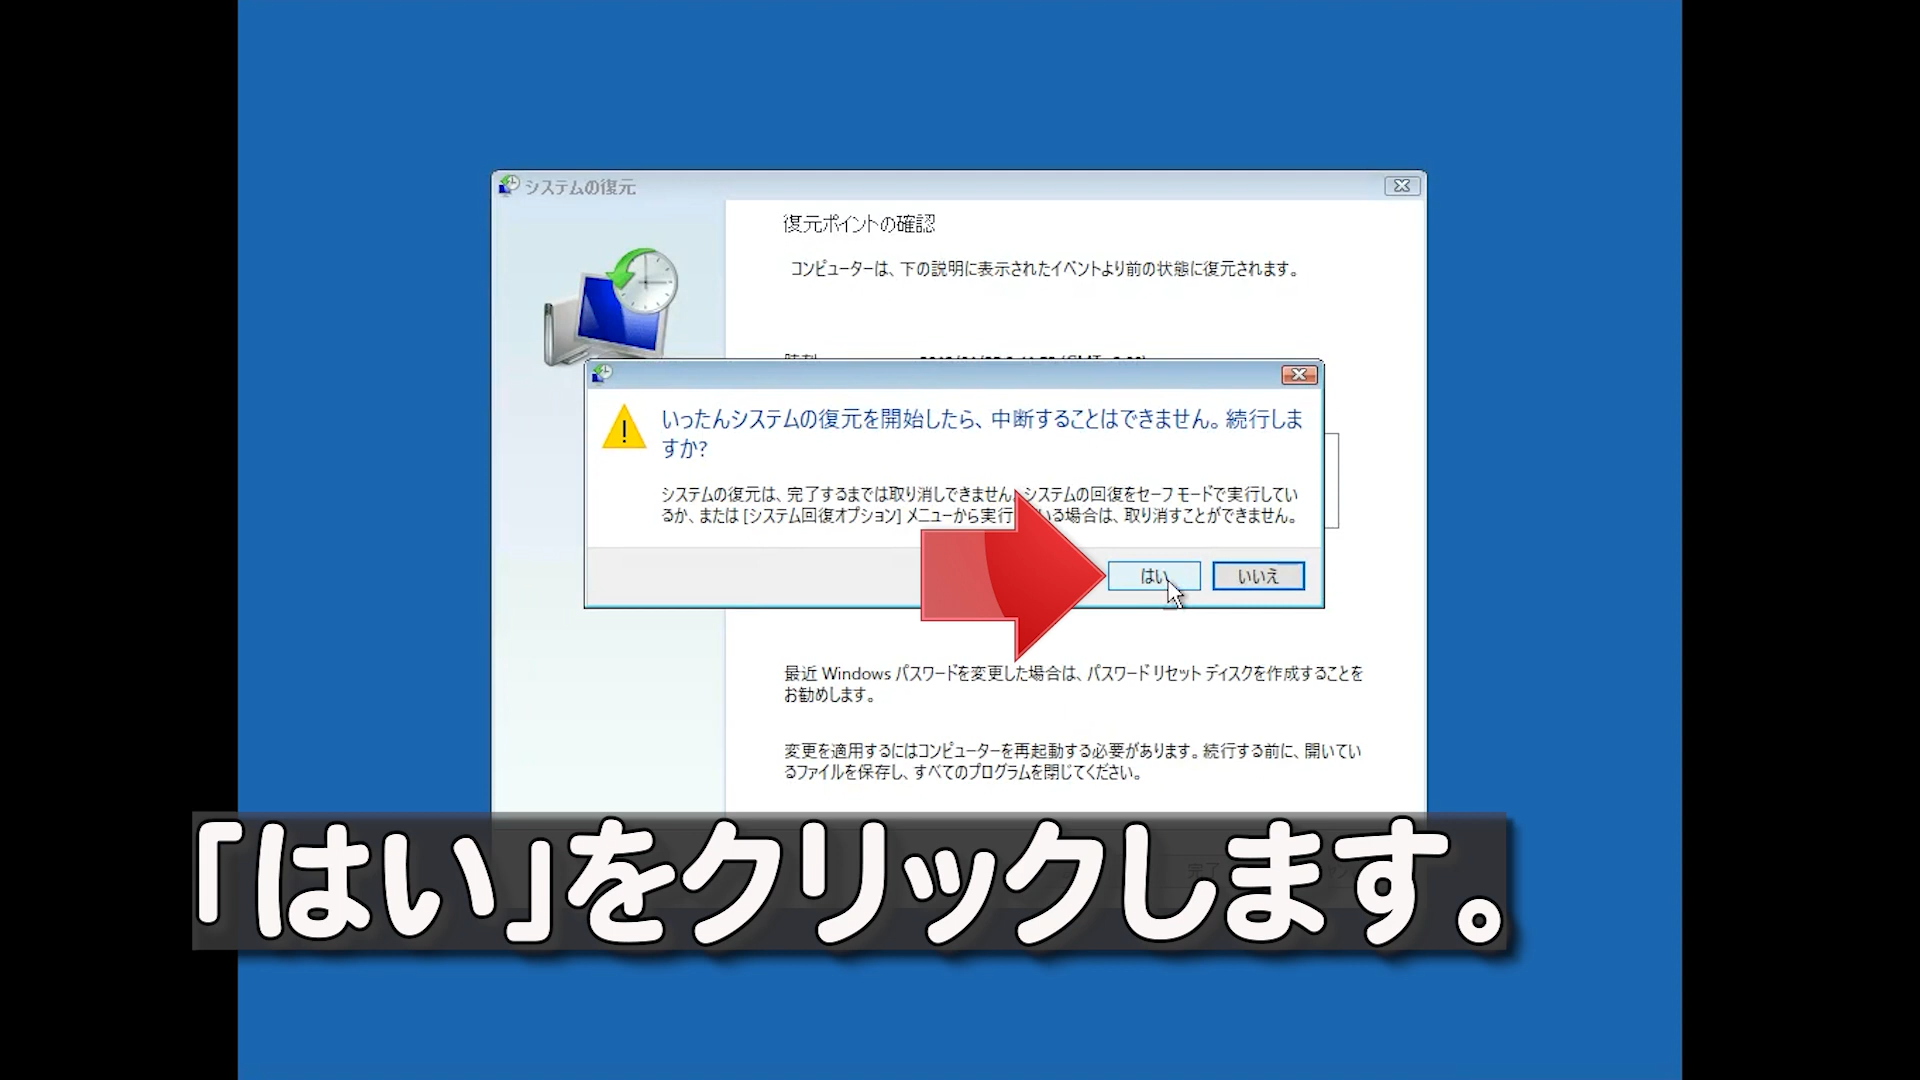 システムの復元
復元ポイントの確認
コンピューターは、下の説明に表示されたイベントより前の状態に復元されます。
いったんシステムの復元を開始したら、中断することはできません。続行しま
すか?
システムの復元は、完了するまでは取り消しできません。システムの回復をセーフ モードで実行してい
るか、または [システム回復オプション] メニューから実行 いる場合は、取り消すことができません。
はい
いいえ
最近 Windows パスワードを変更した場合は、パスワード リセット ディスクを作成することを
お勧めします。
変更を適用するにはコンピューターを再起動する必要があります。続行する前に、開いてい
るファイルを保存し、すべてのプログラムを閉じてください。
「はい」をクリックします。